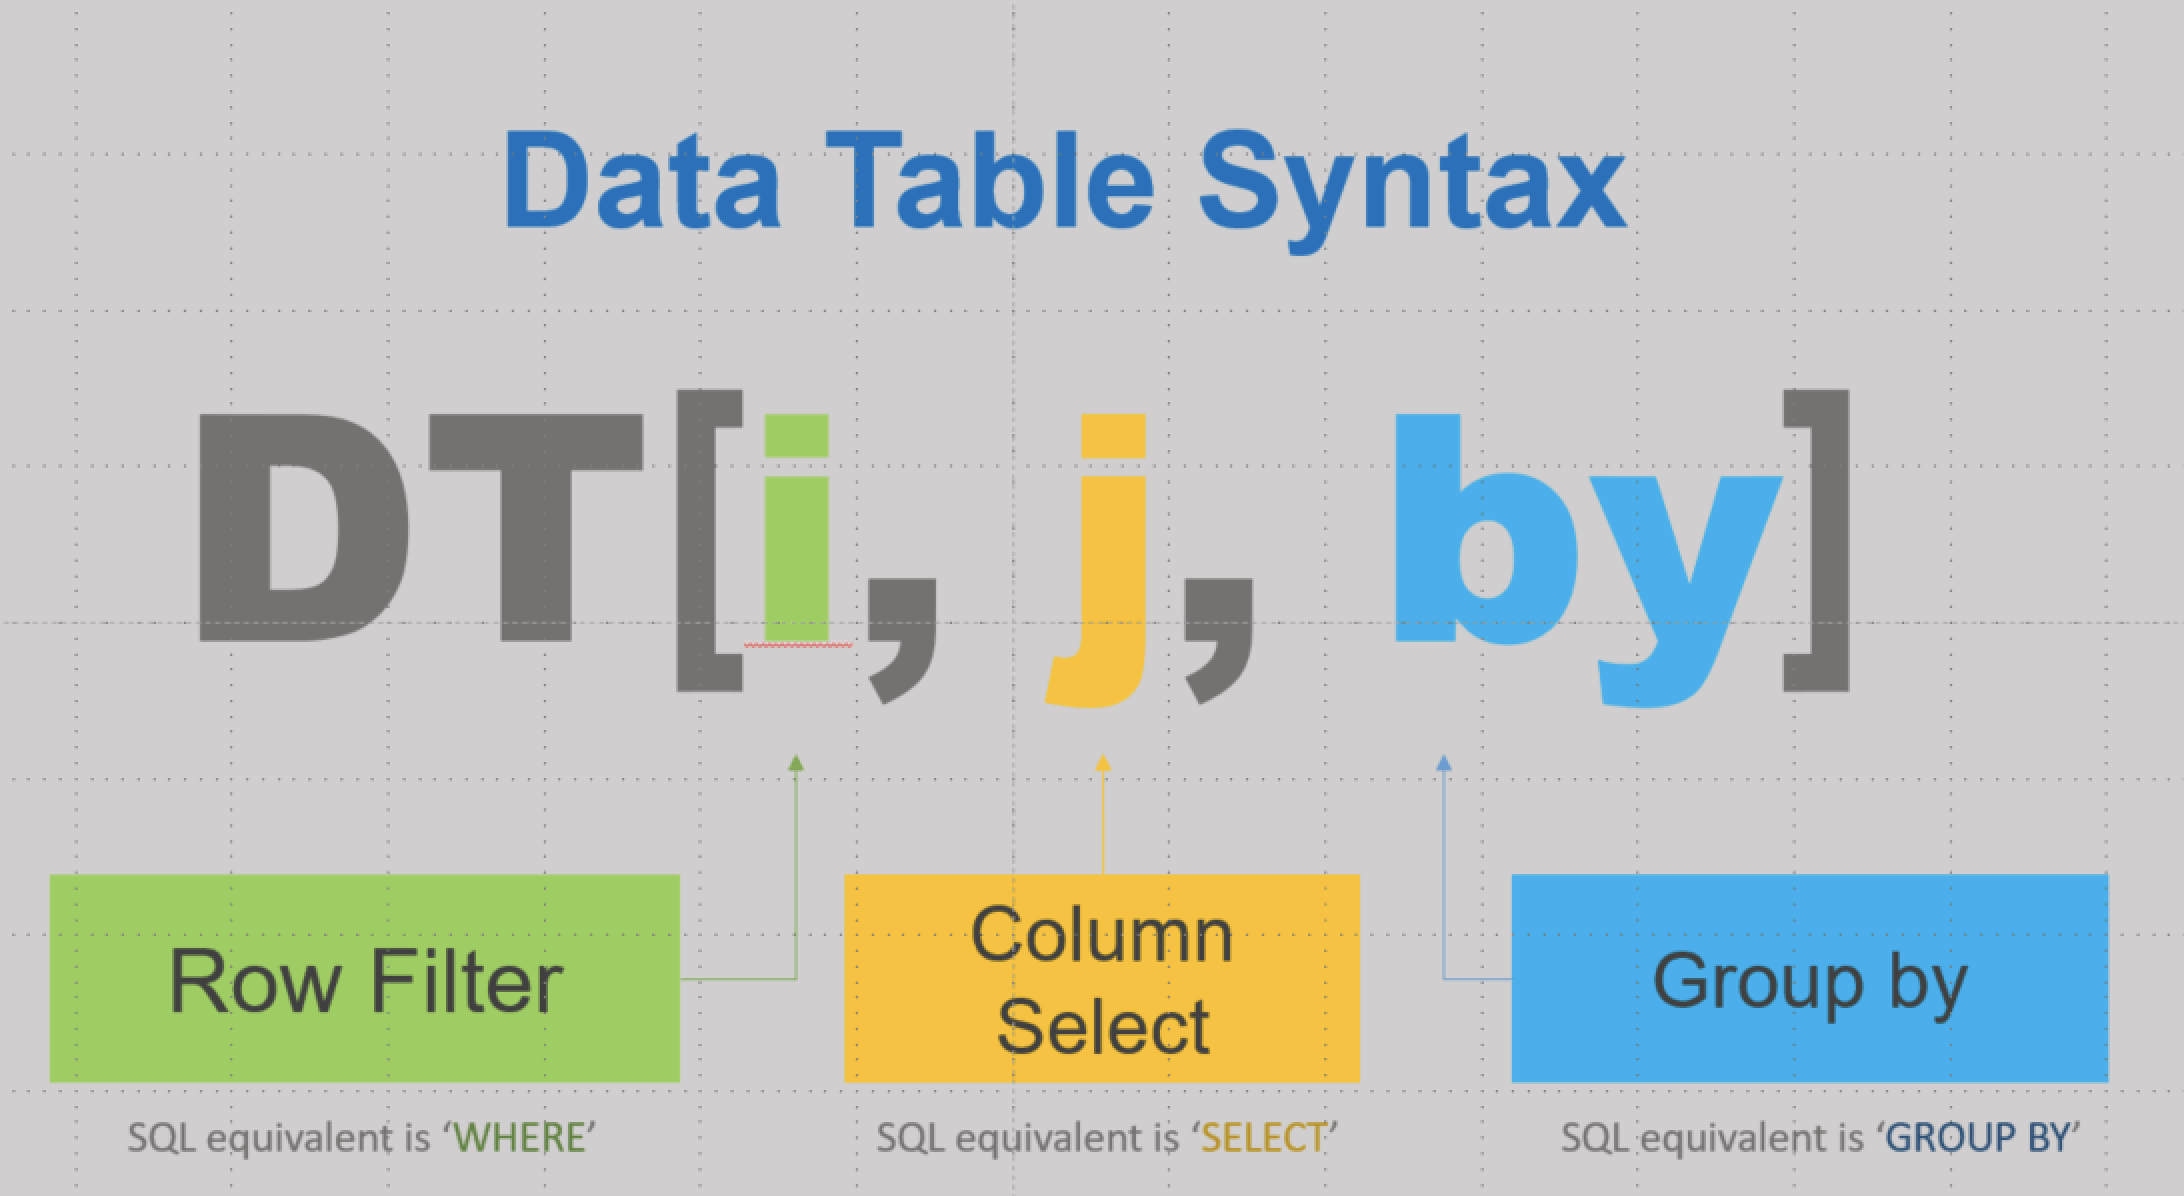 Data Table Syntax
DT[i, j, by]
Row Filter
Column
Select
Group by
SQL equivalent is ‘WHERE’
SQL equivalent is ‘SELECT’
SQL equivalent is ‘GROUP BY’